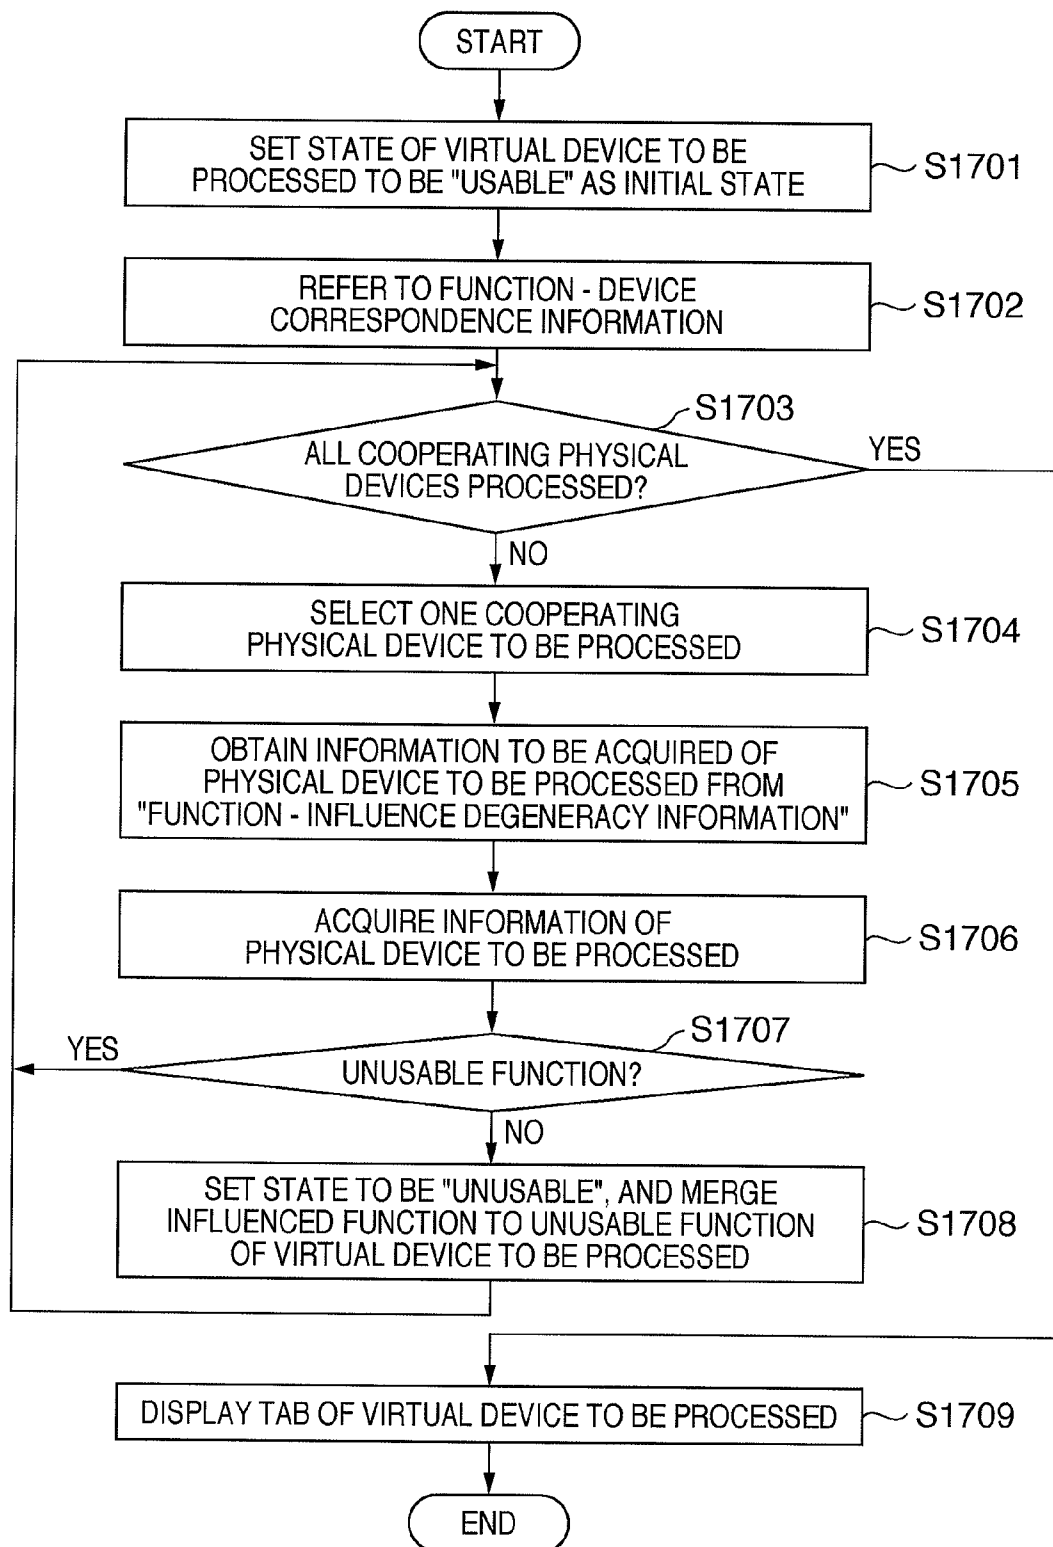 START
SET STATE OF VIRTUAL DEVICE TO BE
PROCESSED TO BE "USABLE" AS INITIAL STATE
S1701
REFER TO FUNCTION - DEVICE
CORRESPONDENCE INFORMATION
S1702
S1703
ALL COOPERATING PHYSICAL
DEVICES PROCESSED?
YES
NO
SELECT ONE COOPERATING
PHYSICAL DEVICE TO BE PROCESSED
S1704
OBTAIN INFORMATION TO BE ACQUIRED OF
PHYSICAL DEVICE TO BE PROCESSED FROM
"FUNCTION - INFLUENCE DEGENERACY INFORMATION"
S1705
ACQUIRE INFORMATION OF
PHYSICAL DEVICE TO BE PROCESSED
S1706
S1707
YES
UNUSABLE FUNCTION?
NO
SET STATE TO BE "UNUSABLE", AND MERGE
INFLUENCED FUNCTION TO UNUSABLE FUNCTION
OF VIRTUAL DEVICE TO BE PROCESSED
S1708
DISPLAY TAB OF VIRTUAL DEVICE TO BE PROCESSED
S1709
END